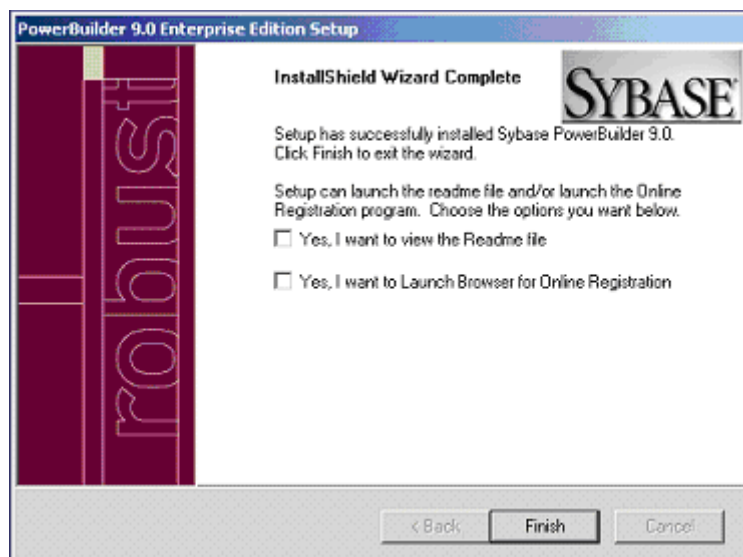 PowerBuilder 9.0 Enterprise Edition Setup
robust
InstallShield Wizard Complete
SYBASE
Setup has successfully installed Sybase PowerBuilder 9.0.
Click Finish to exit the wizard.
Setup can launch the readme file and/or launch the Online
Registration program. Choose the options you want below.
Yes, I want to view the Readme file
Yes, I want to Launch Browser for Online Registration
< Back
Finish
Cancel